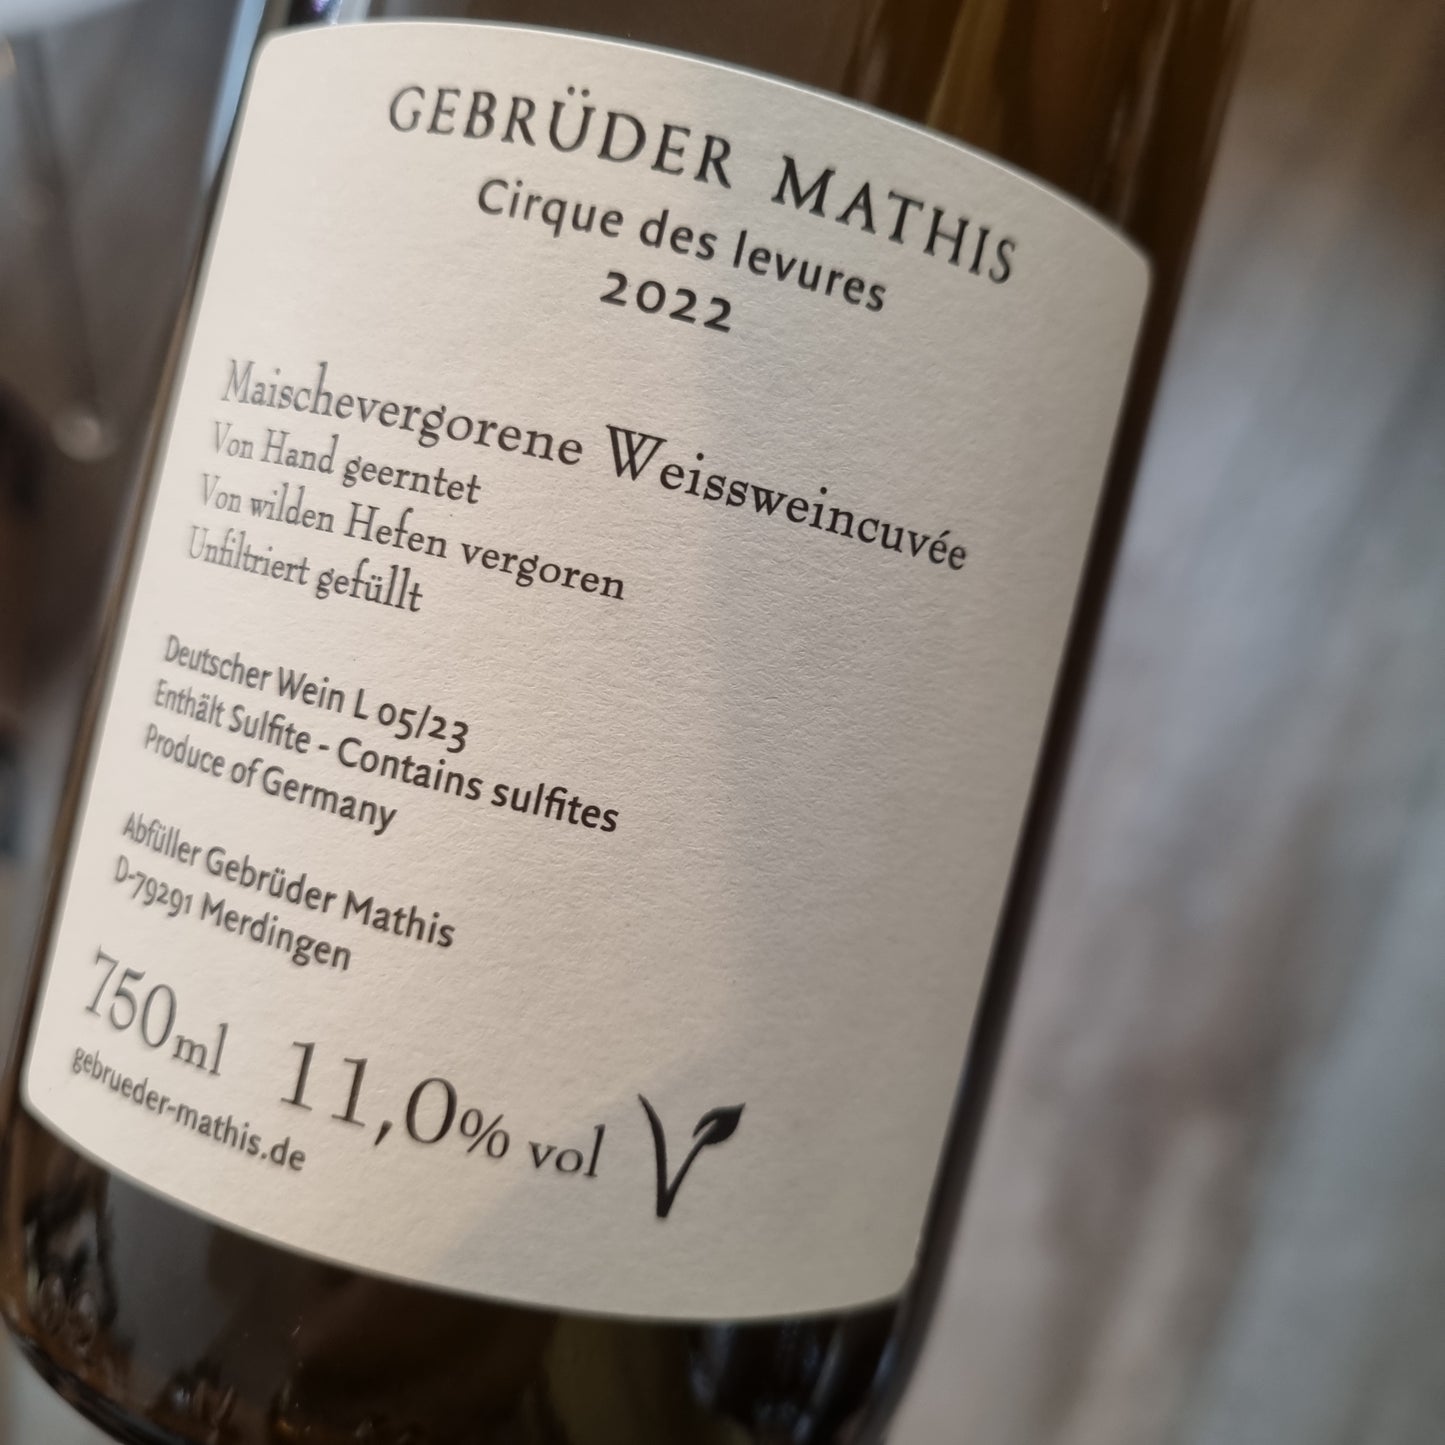 GEBRÜDER MATHIS
Cirque des levures
2022
Maischevergorene Weissweincuvée
Von Hand geerntet
Von wilden Hefen vergoren
Unfiltriert gefüllt
Deutscher Wein L 05/23
Enthält Sulfite - Contains sulfites
Produce of Germany
Abfüller Gebrüder Mathis
D-79291 Merdingen
750ml 11,0% vol
gebrueder-mathis.de